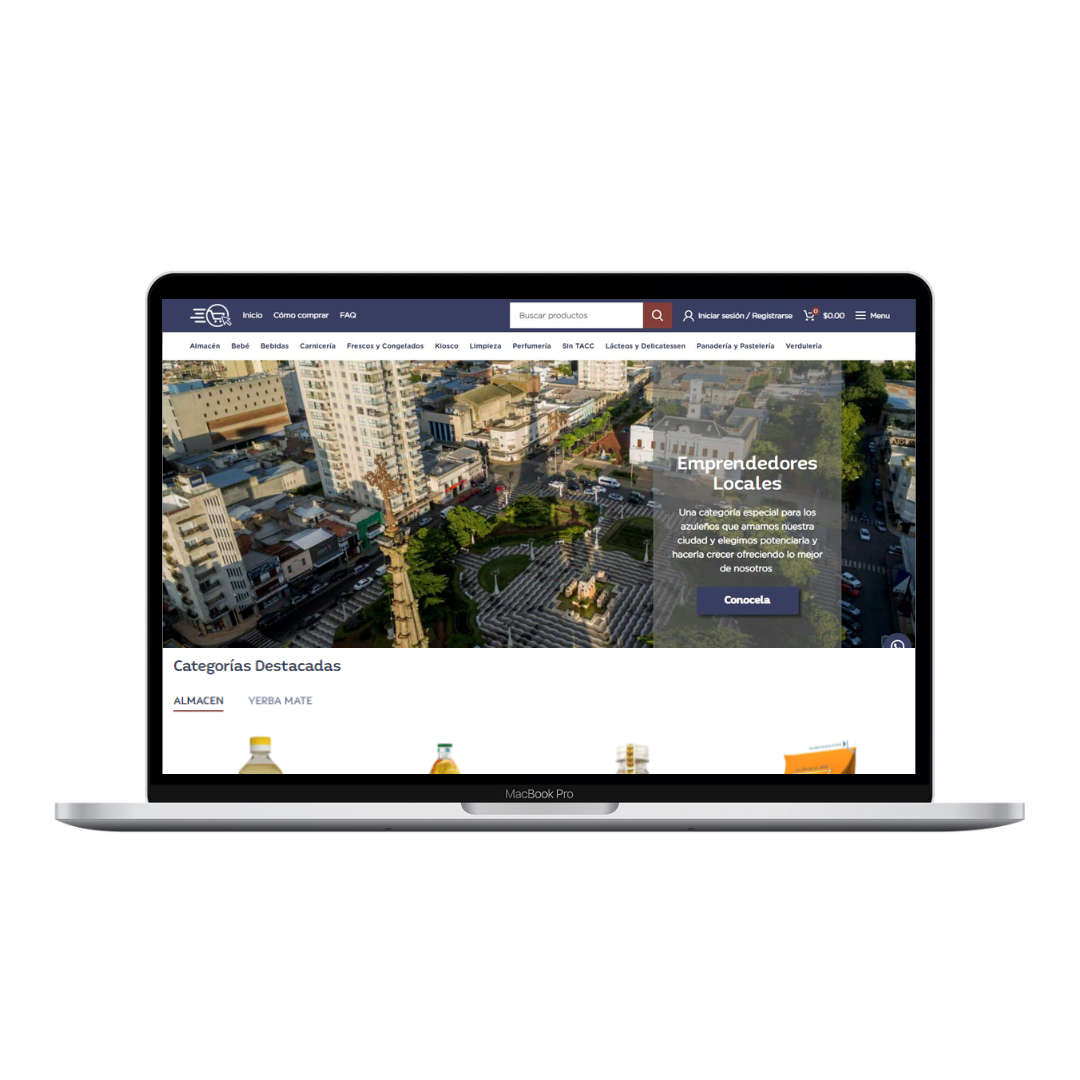 Inicio Cómo comprar FAQ Buscar productos Iniciar sesión / Registrarse 0 $0.00 Menu
Almacén Bebé Bebidas Carnicería Frescos y Congelados Kiosco Limpieza Perfumería Sin TACC Lácteos y Delicatessen Panadería y Pastelería Verdulería
Emprendedores
Locales
Una categoría especial para los
azuleños que amamos nuestra
ciudad y elegimos potenciarla y
hacerla crecer ofreciendo lo mejor
de nosotros
Conocela
Categorías Destacadas
ALMACEN YERBA MATE
MacBook Pro